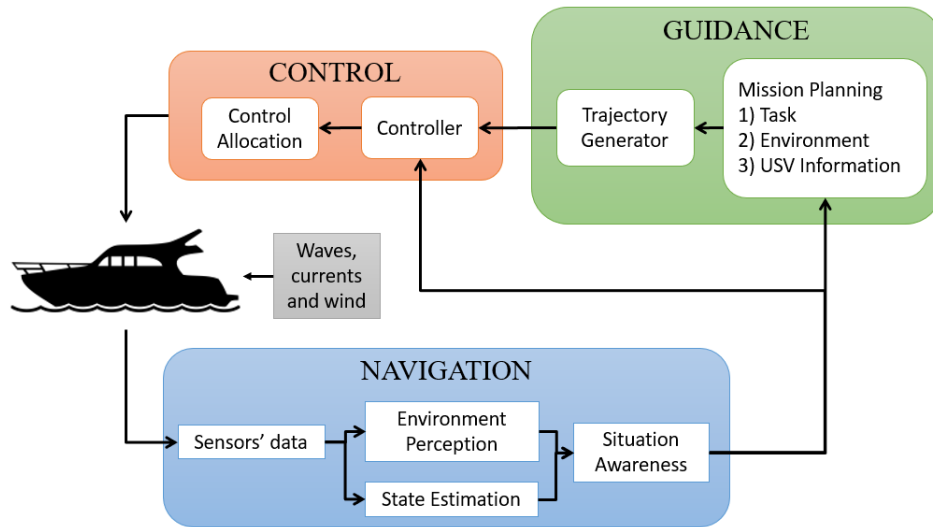 GUIDANCE
CONTROL
Mission Planning
1) Task
2) Environment
3) USV Information
Control
Allocation
Controller
Trajectory
Generator
Waves,
currents
and wind
NAVIGATION
Sensors' data
Environment
Perception
State Estimation
Situation
Awareness